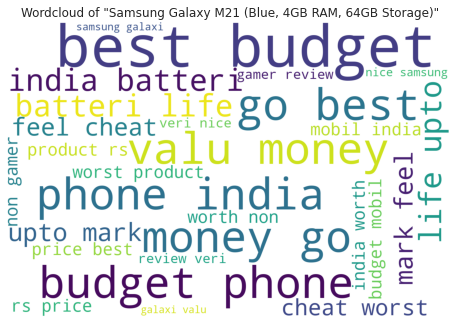 Wordcloud of "Samsung Galaxy M21 (Blue, 4GB RAM, 64GB Storage)"
samsung galaxi
best budget
india batteri
gamer review
nice samsung
batteri life
go best
feel cheat
veri nice
mobil india
life upto
product rs
valu money
non gamer
worst product
phone india
mark feel
india worth
budget mobil
worth non
upto mark
money go
price best
review veri
budget phone
rs price
galaxi valu
cheat worst